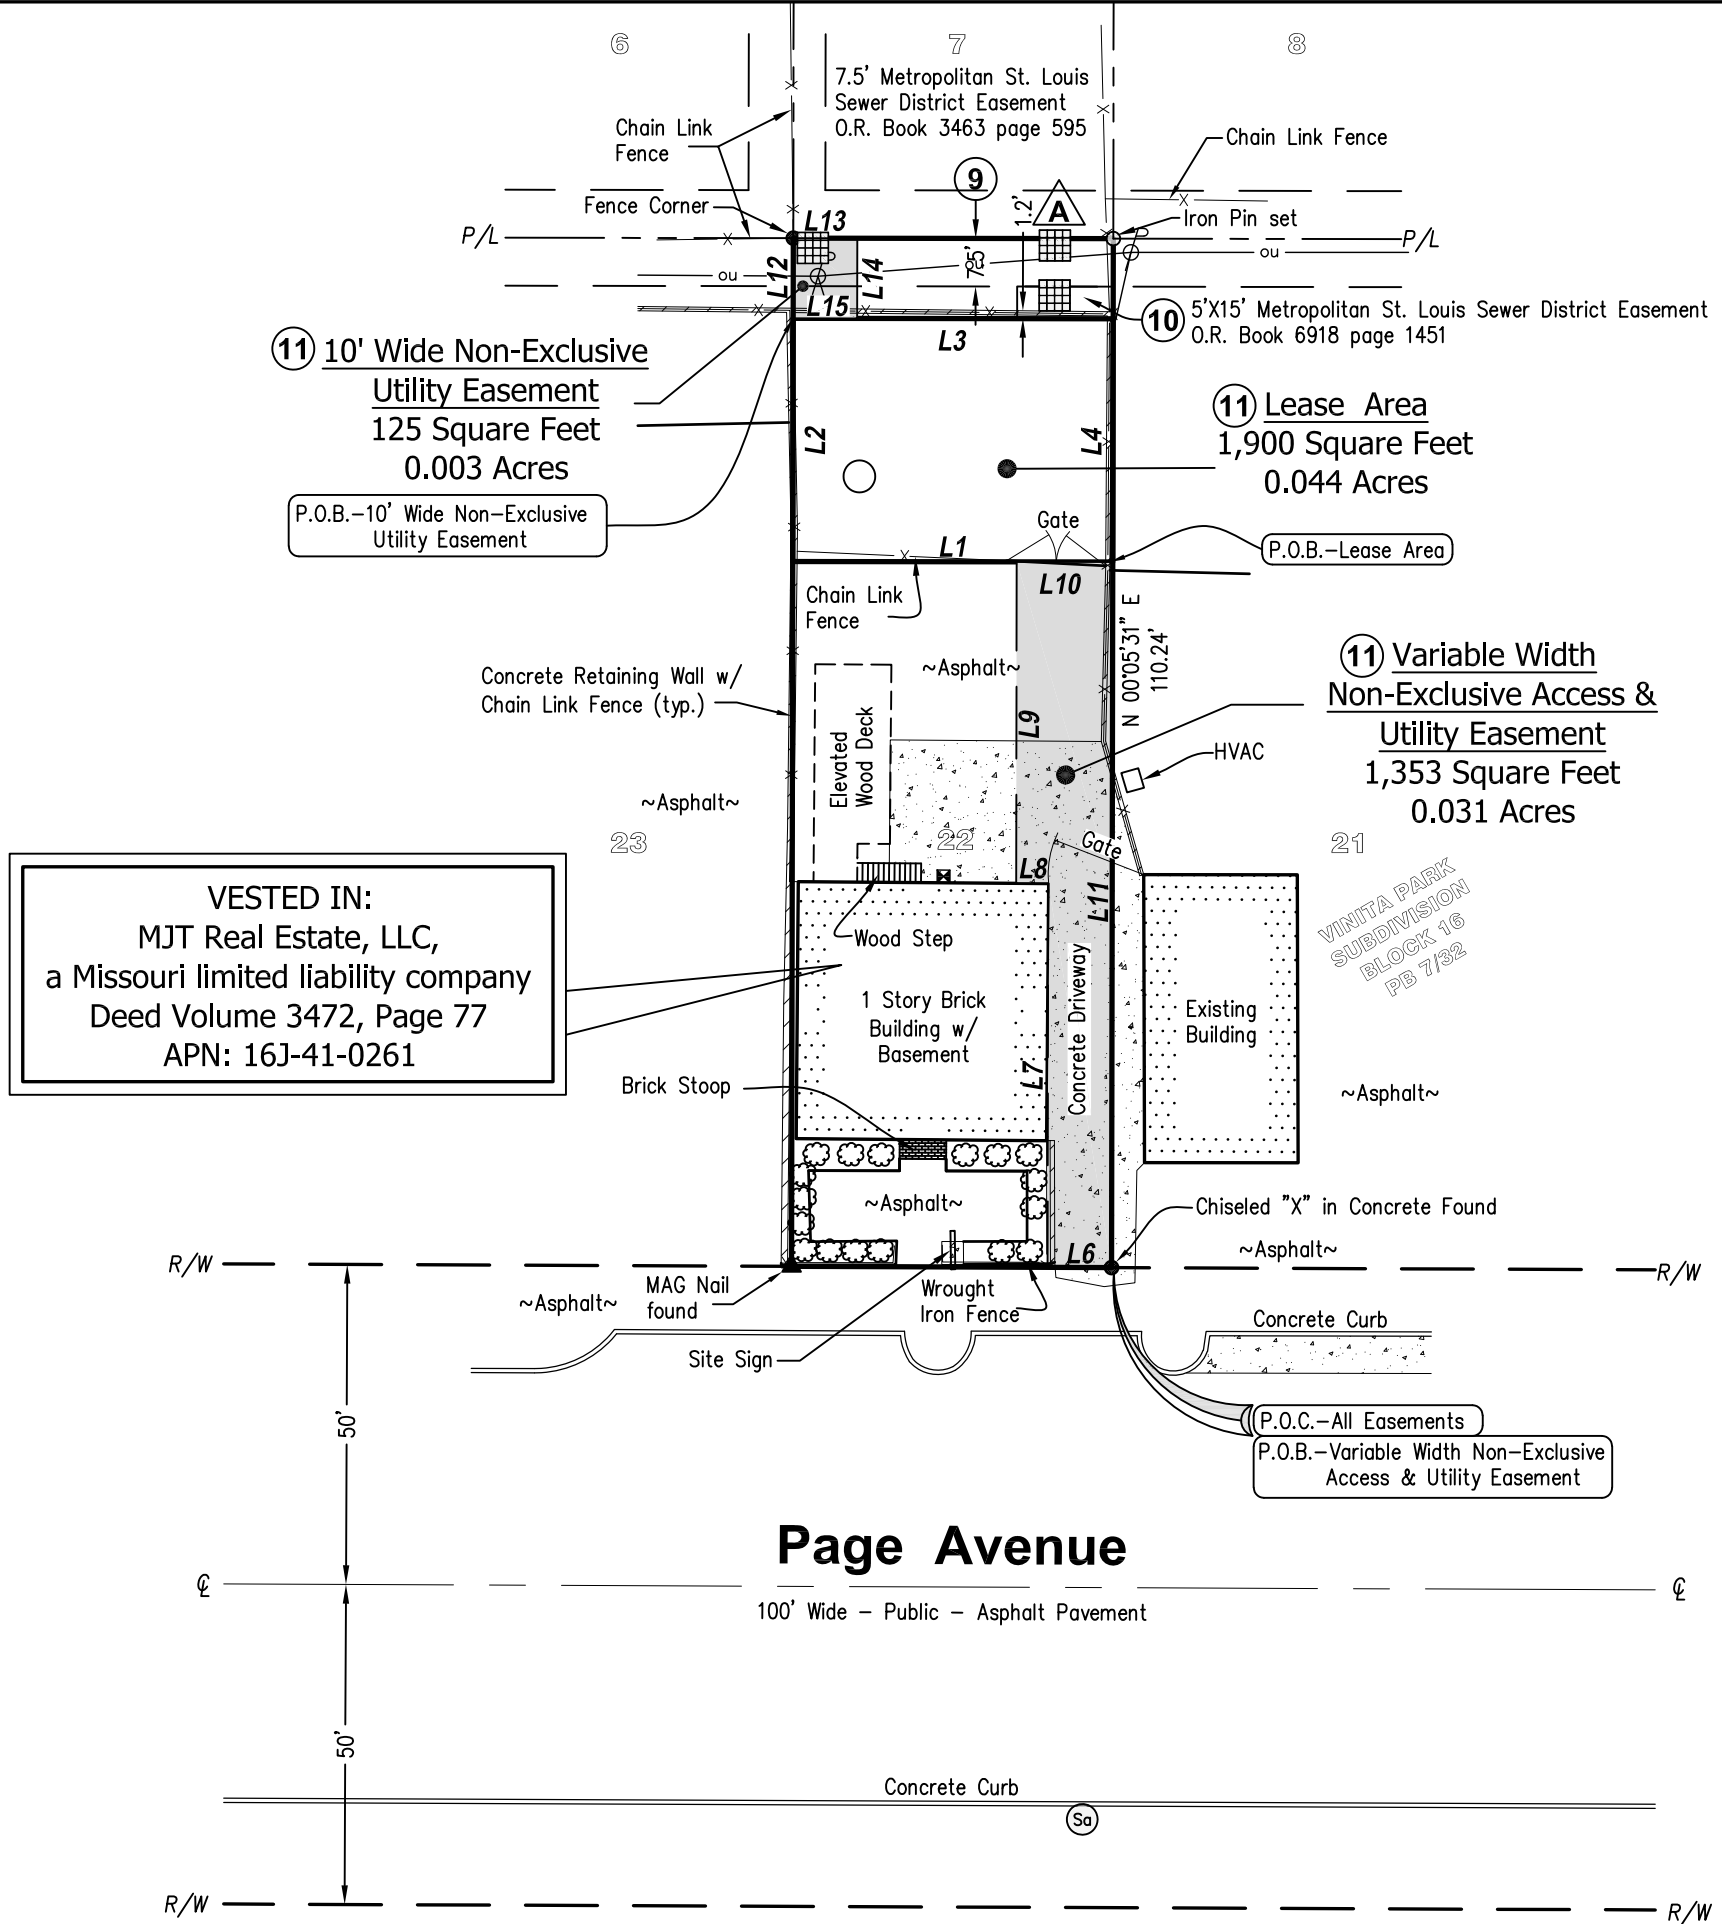 6
7
8
7.5' Metropolitan St. Louis
Sewer District Easement
O.R. Book 3463 page 595
Chain Link
Fence
Chain Link Fence
9
1.2'
A
Fence Corner
L13
Iron Pin set
P/L
P/L
L12
ou
L14
ou
7.5'
ou
L15
10
5'X15' Metropolitan St. Louis Sewer District Easement
O.R. Book 6918 page 1451
L3
11 10' Wide Non-Exclusive
Utility Easement
125 Square Feet
0.003 Acres
L2
L4
11 Lease Area
1,900 Square Feet
0.044 Acres
P.O.B.-10' Wide Non-Exclusive
Utility Easement
Gate
L1
P.O.B.-Lease Area
L10
Chain Link
Fence
N 00°05'31" E
110.24'
11 Variable Width
Non-Exclusive Access &
Utility Easement
1,353 Square Feet
0.031 Acres
Concrete Retaining Wall w/
Chain Link Fence (typ.)
~Asphalt~
L9
Elevated
Wood Deck
HVAC
~Asphalt~
23
22
Gate
21
L8
L11
VINITA PARK
SUBDIVISION
BLOCK 16
PB 7/32
VESTED IN:
MJT Real Estate, LLC,
a Missouri limited liability company
Deed Volume 3472, Page 77
APN: 16J-41-0261
Wood Step
1 Story Brick
Building w/
Basement
Concrete Driveway
L7
Existing
Building
Brick Stoop
~Asphalt~
~Asphalt~
Chiseled "X" in Concrete Found
L6
~Asphalt~
R/W
R/W
MAG Nail
found
~Asphalt~
Wrought
Iron Fence
Concrete Curb
Site Sign
50'
P.O.C.-All Easements
P.O.B.-Variable Width Non-Exclusive
Access & Utility Easement
Page Avenue
℄
℄
100' Wide - Public - Asphalt Pavement
50'
Concrete Curb
Sa
R/W
R/W